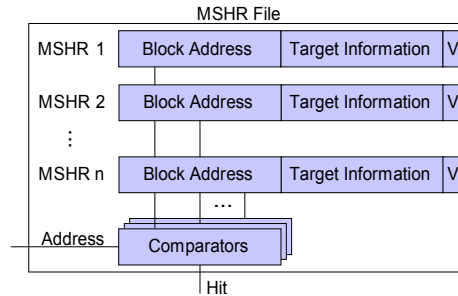 MSHR File
MSHR 1 Block Address Target Information V
MSHR 2 Block Address Target Information V
⋮
MSHR n Block Address Target Information V
...
Address Comparators
Hit